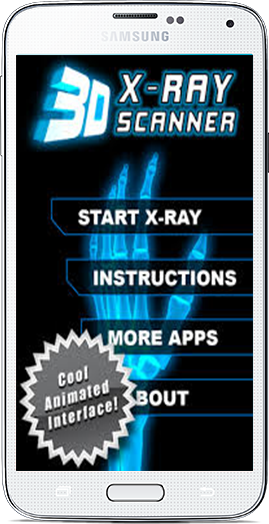 SAMSUNG
3D X-RAY
SCANNER
START X-RAY
INSTRUCTIONS
MORE APPS
BOUT
Cool
Animated
Interface!